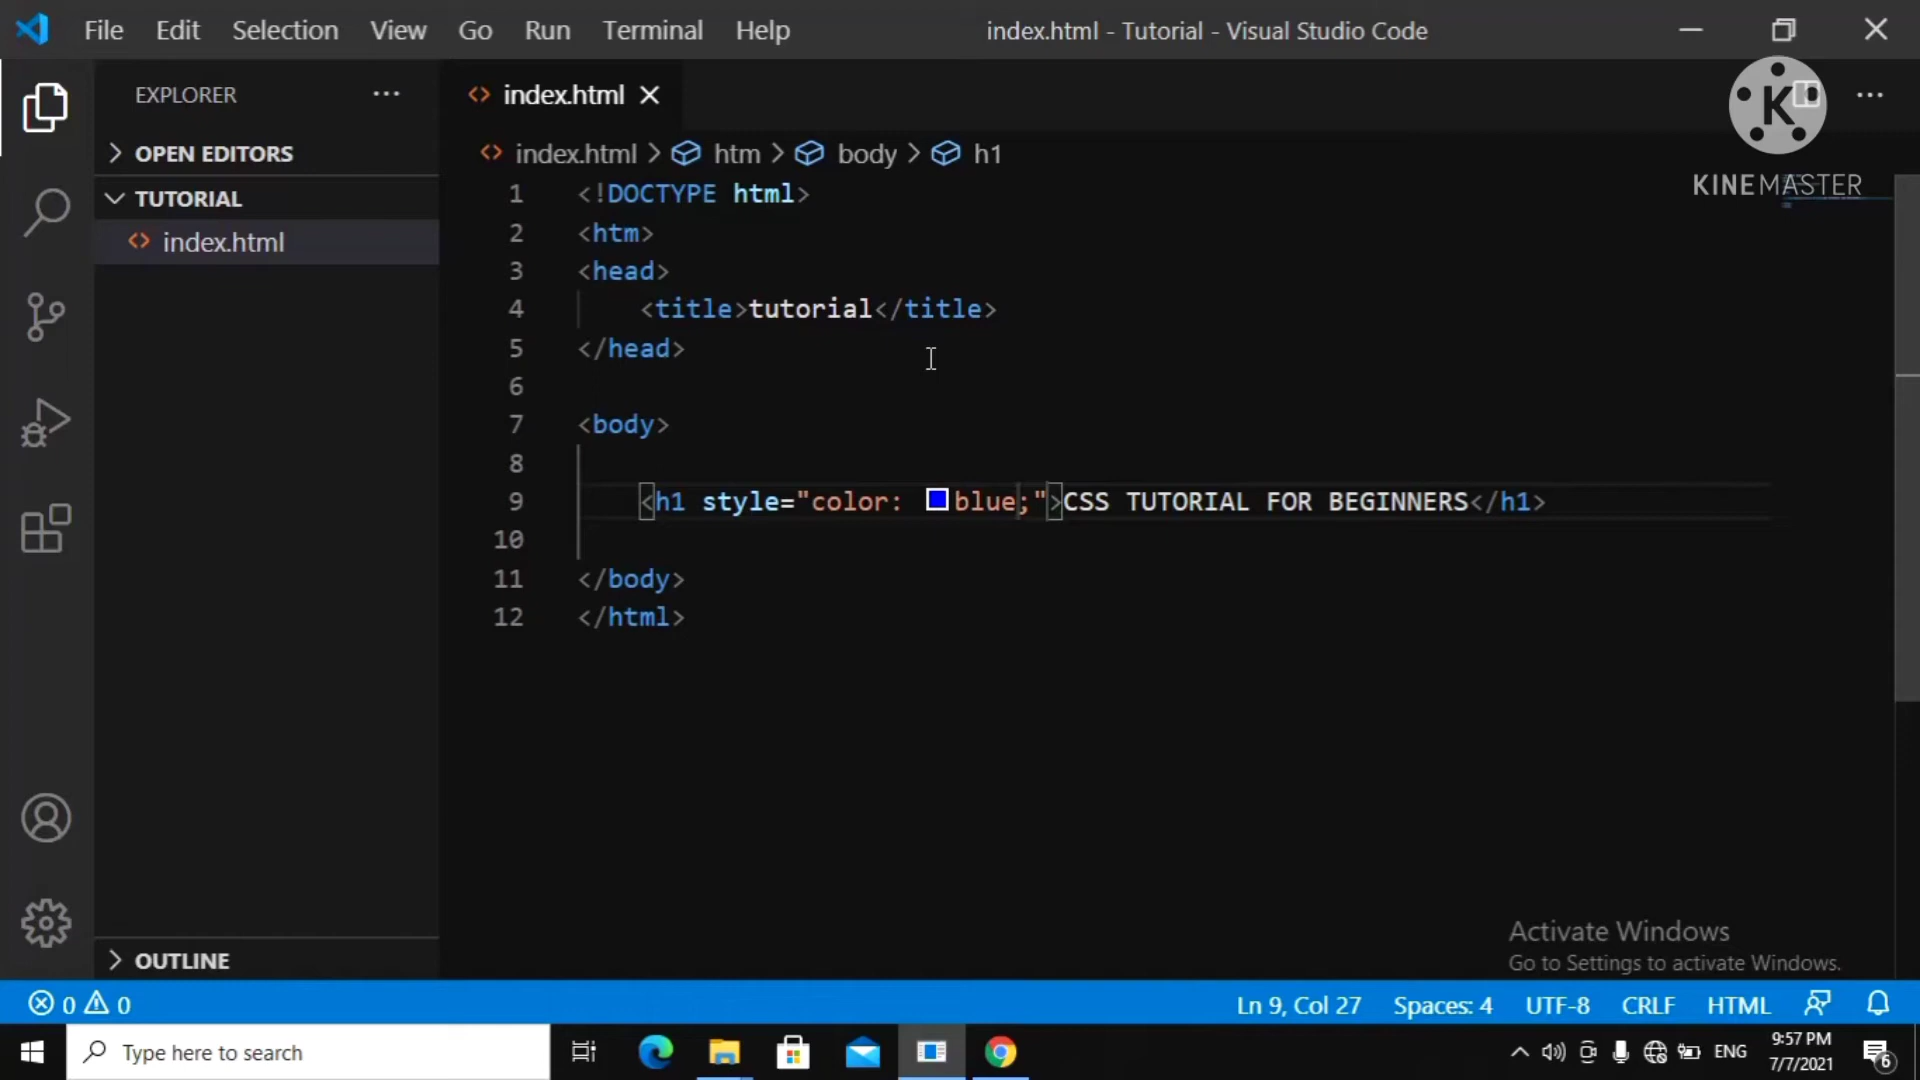 File Edit Selection View Go Run Terminal Help index.html - Tutorial - Visual Studio Code
EXPLORER
OPEN EDITORS
TUTORIAL
index.html
OUTLINE
index.html
index.html > htm > body > h1
K
KINEMASTER
1 <!DOCTYPE html>
2 <htm>
3 <head>
4 <title>tutorial</title>
5 </head>
6
7 <body>
8
9 <h1 style="color: blue;">CSS TUTORIAL FOR BEGINNERS</h1>
10
11 </body>
12 </html>
Activate Windows
Go to Settings to activate Windows.
0 0 Ln 9, Col 27 Spaces: 4 UTF-8 CRLF HTML
Type here to search
ENG
9:57 PM
7/7/2021
6